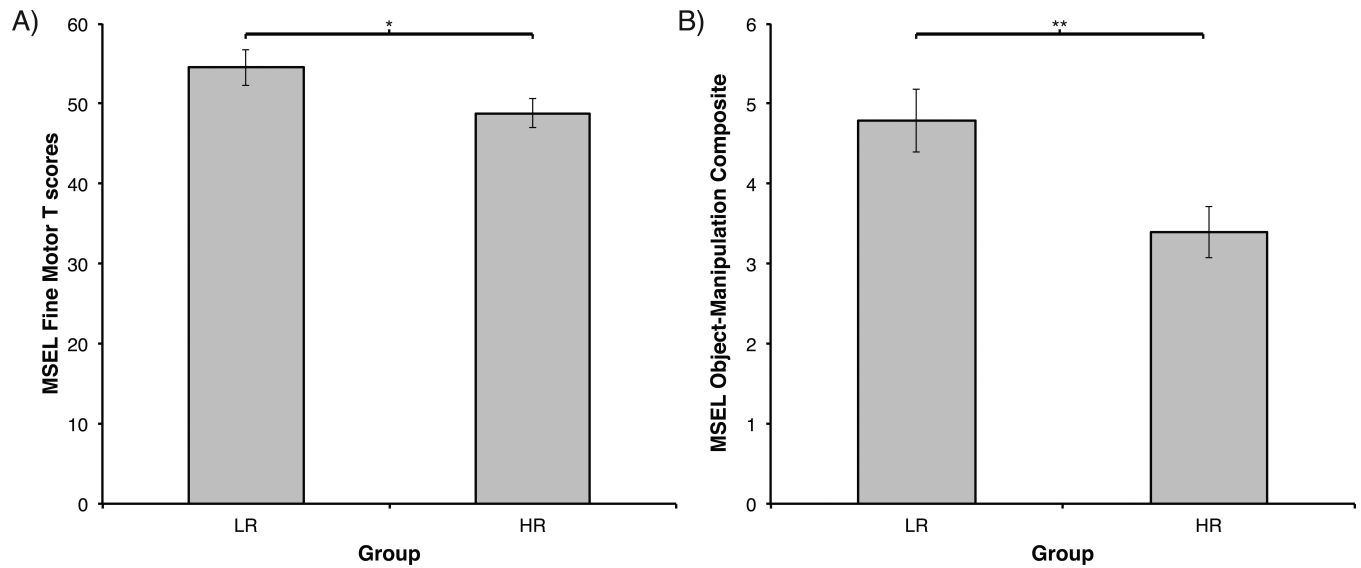 A)
*
60
50
40
30
20
10
0
MSEL Fine Motor T scores
LR
HR
Group
B)
**
6
5
4
3
2
1
0
MSEL Object-Manipulation Composite
LR
HR
Group